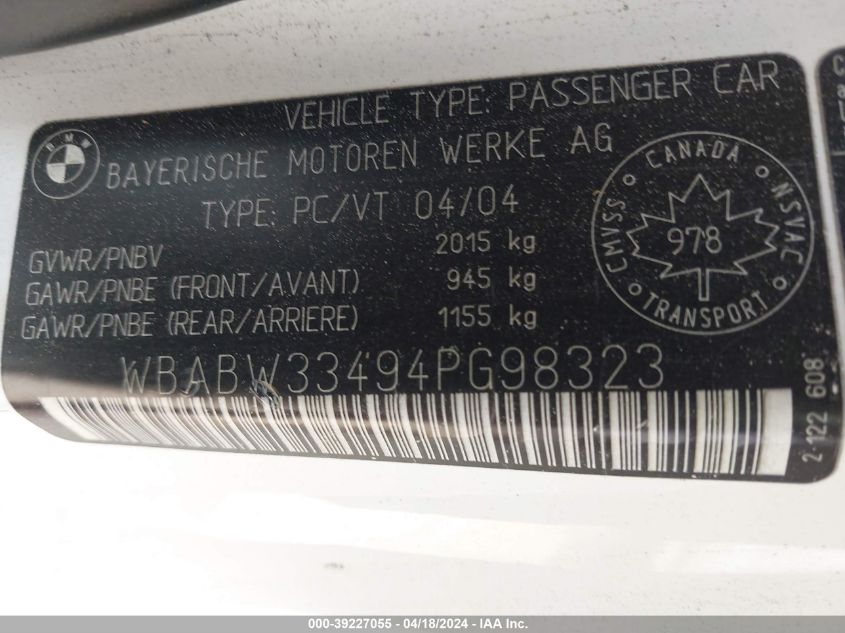 VEHICLE TYPE: PASSENGER CAR
BMW
BAYERISCHE MOTOREN WERKE AG
TYPE: PC/VT 04/04
GVWR/PNBV 2015 kg
GAWR/PNBE (FRONT/AVANT) 945 kg
GAWR/PNBE (REAR/ARRIERE) 1155 kg
WBABW33494PG98323
CANADA
CMVSS
NSVAC
978
TRANSPORT
2-122 608
000-39227055 - 04/18/2024 - IAA Inc.